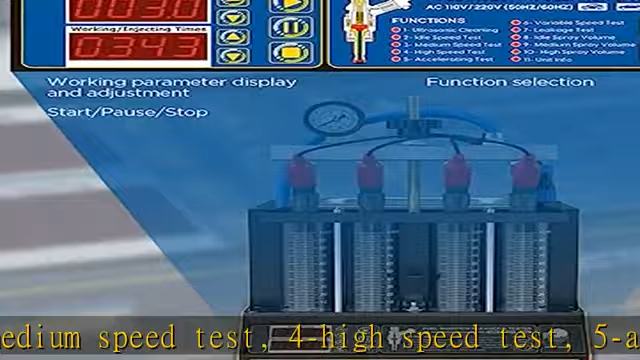 0030
AC 110V/220V (50HZ/60HZ)
Working/Injecting Times
0343
FUNCTIONS
1- Ultrasonic Cleaning
2- Idle Speed Test
3- Medium Speed Test
4- High Speed Test
5- Accelerating Test
6- Variable Speed Test
7- Leakage Test
8- Idle Spray Volume
9- Medium Spray Volume
10- High Spray Volume
11- Unit Info
Working parameter display
and adjustment
Function selection
Start/Pause/Stop
edium speed test, 4-high speed test, 5-a